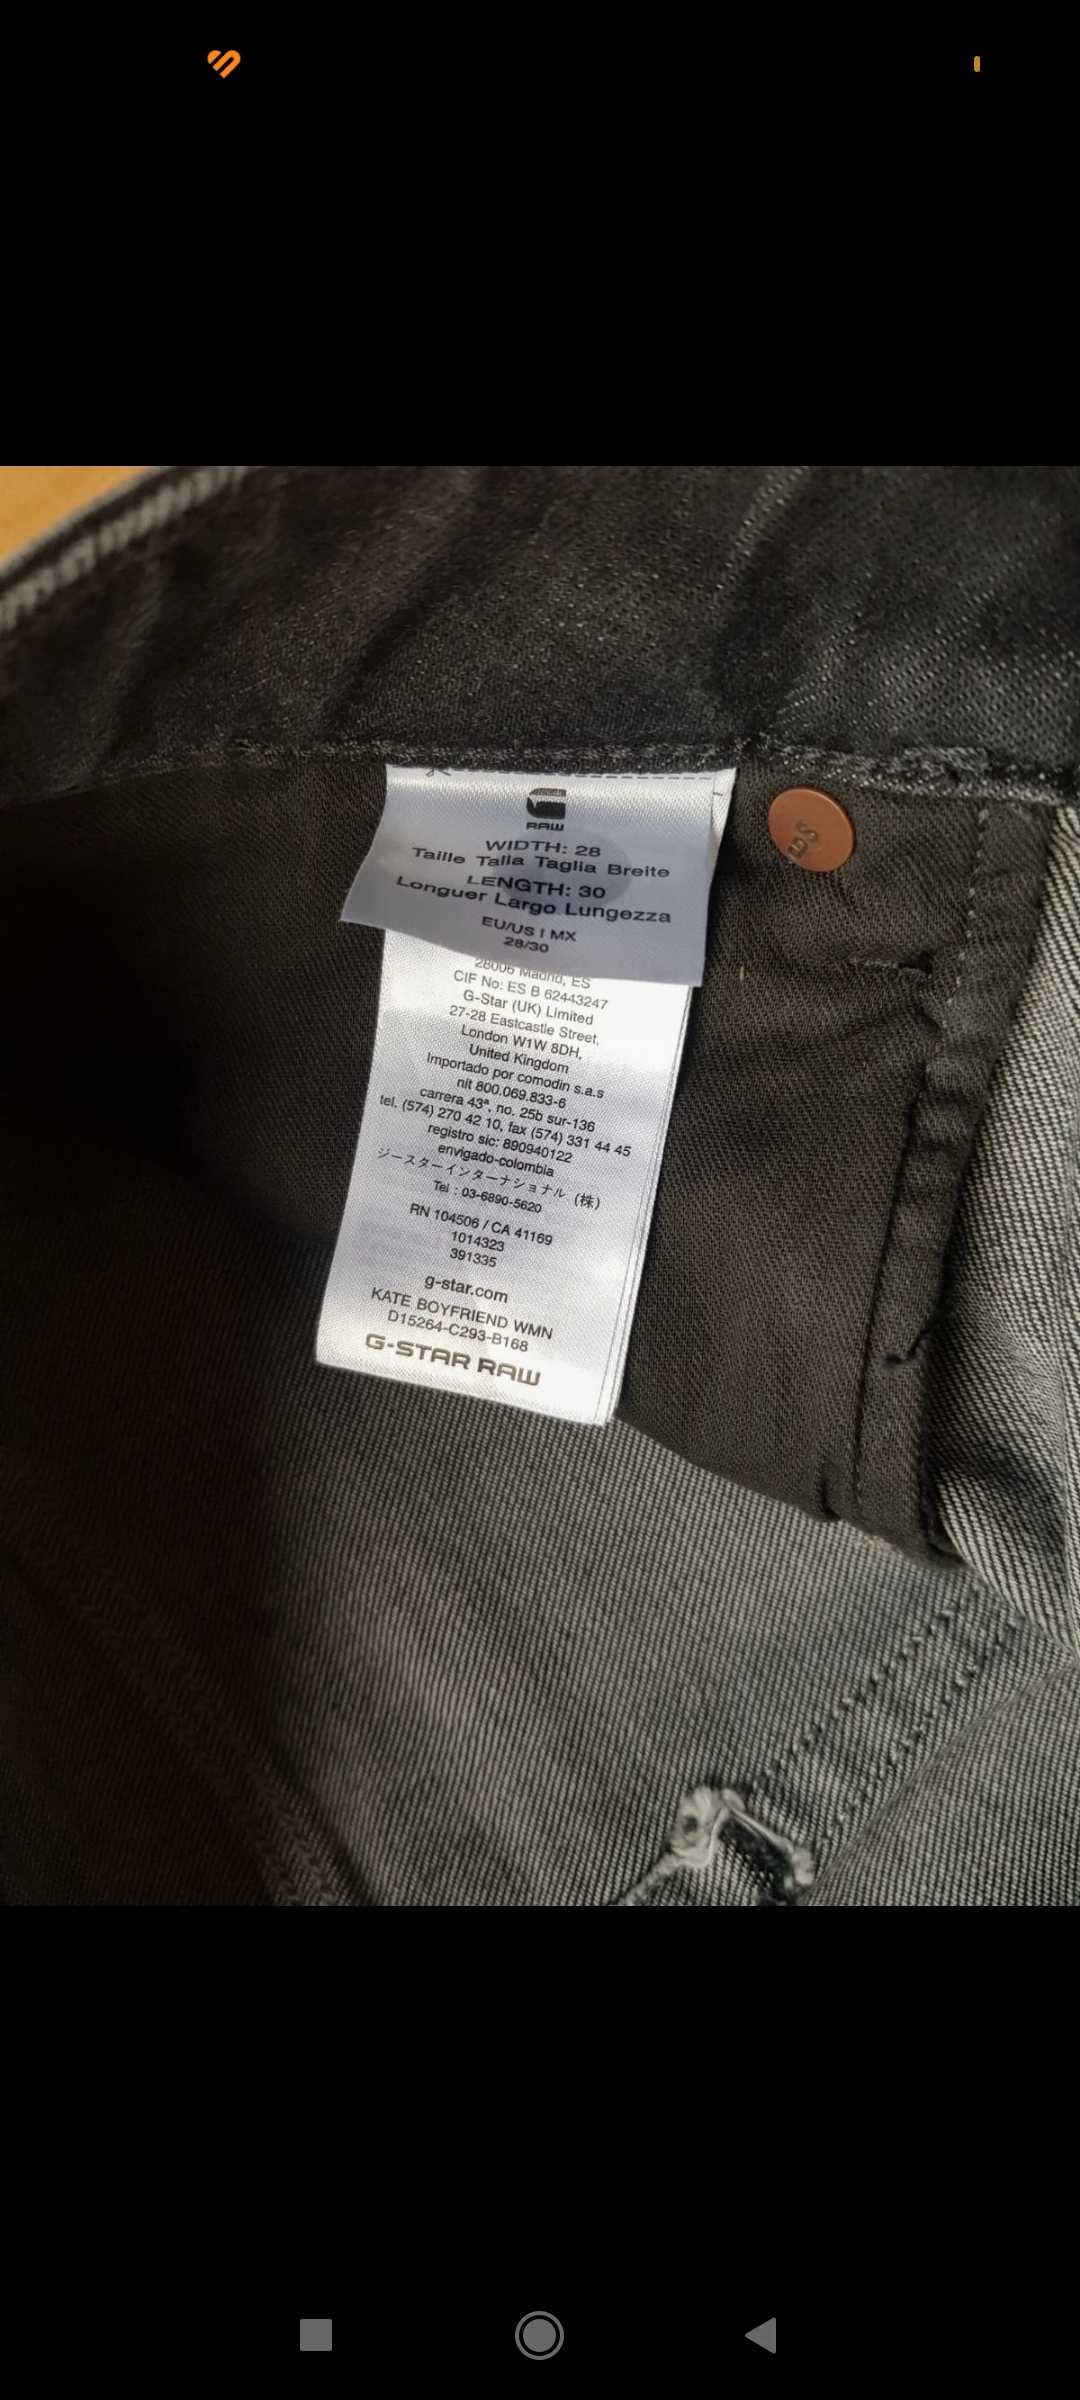 RAW
WIDTH: 28
Taille Talla Taglia Breite
LENGTH: 30
Longuer Largo Lungezza
EU/US | MX
28/30
28006 Madrid, ES
CIF No: ES B 62443247
G-Star (UK) Limited
27-28 Eastcastle Street,
London W1W 8DH,
United Kingdom
Importado por comodin s.a.s
nit 800.069.833-6
carrera 43ª, no. 25b sur-136
tel. (574) 270 42 10, fax (574) 331 44 45
registro sic: 890940122
envigado-colombia
ジースターインターナショナル (株)
Tel : 03-6890-5620
RN 104506 / CA 41169
1014323
391335
g-star.com
KATE BOYFRIEND WMN
D15264-C293-B168
G-STAR RAW